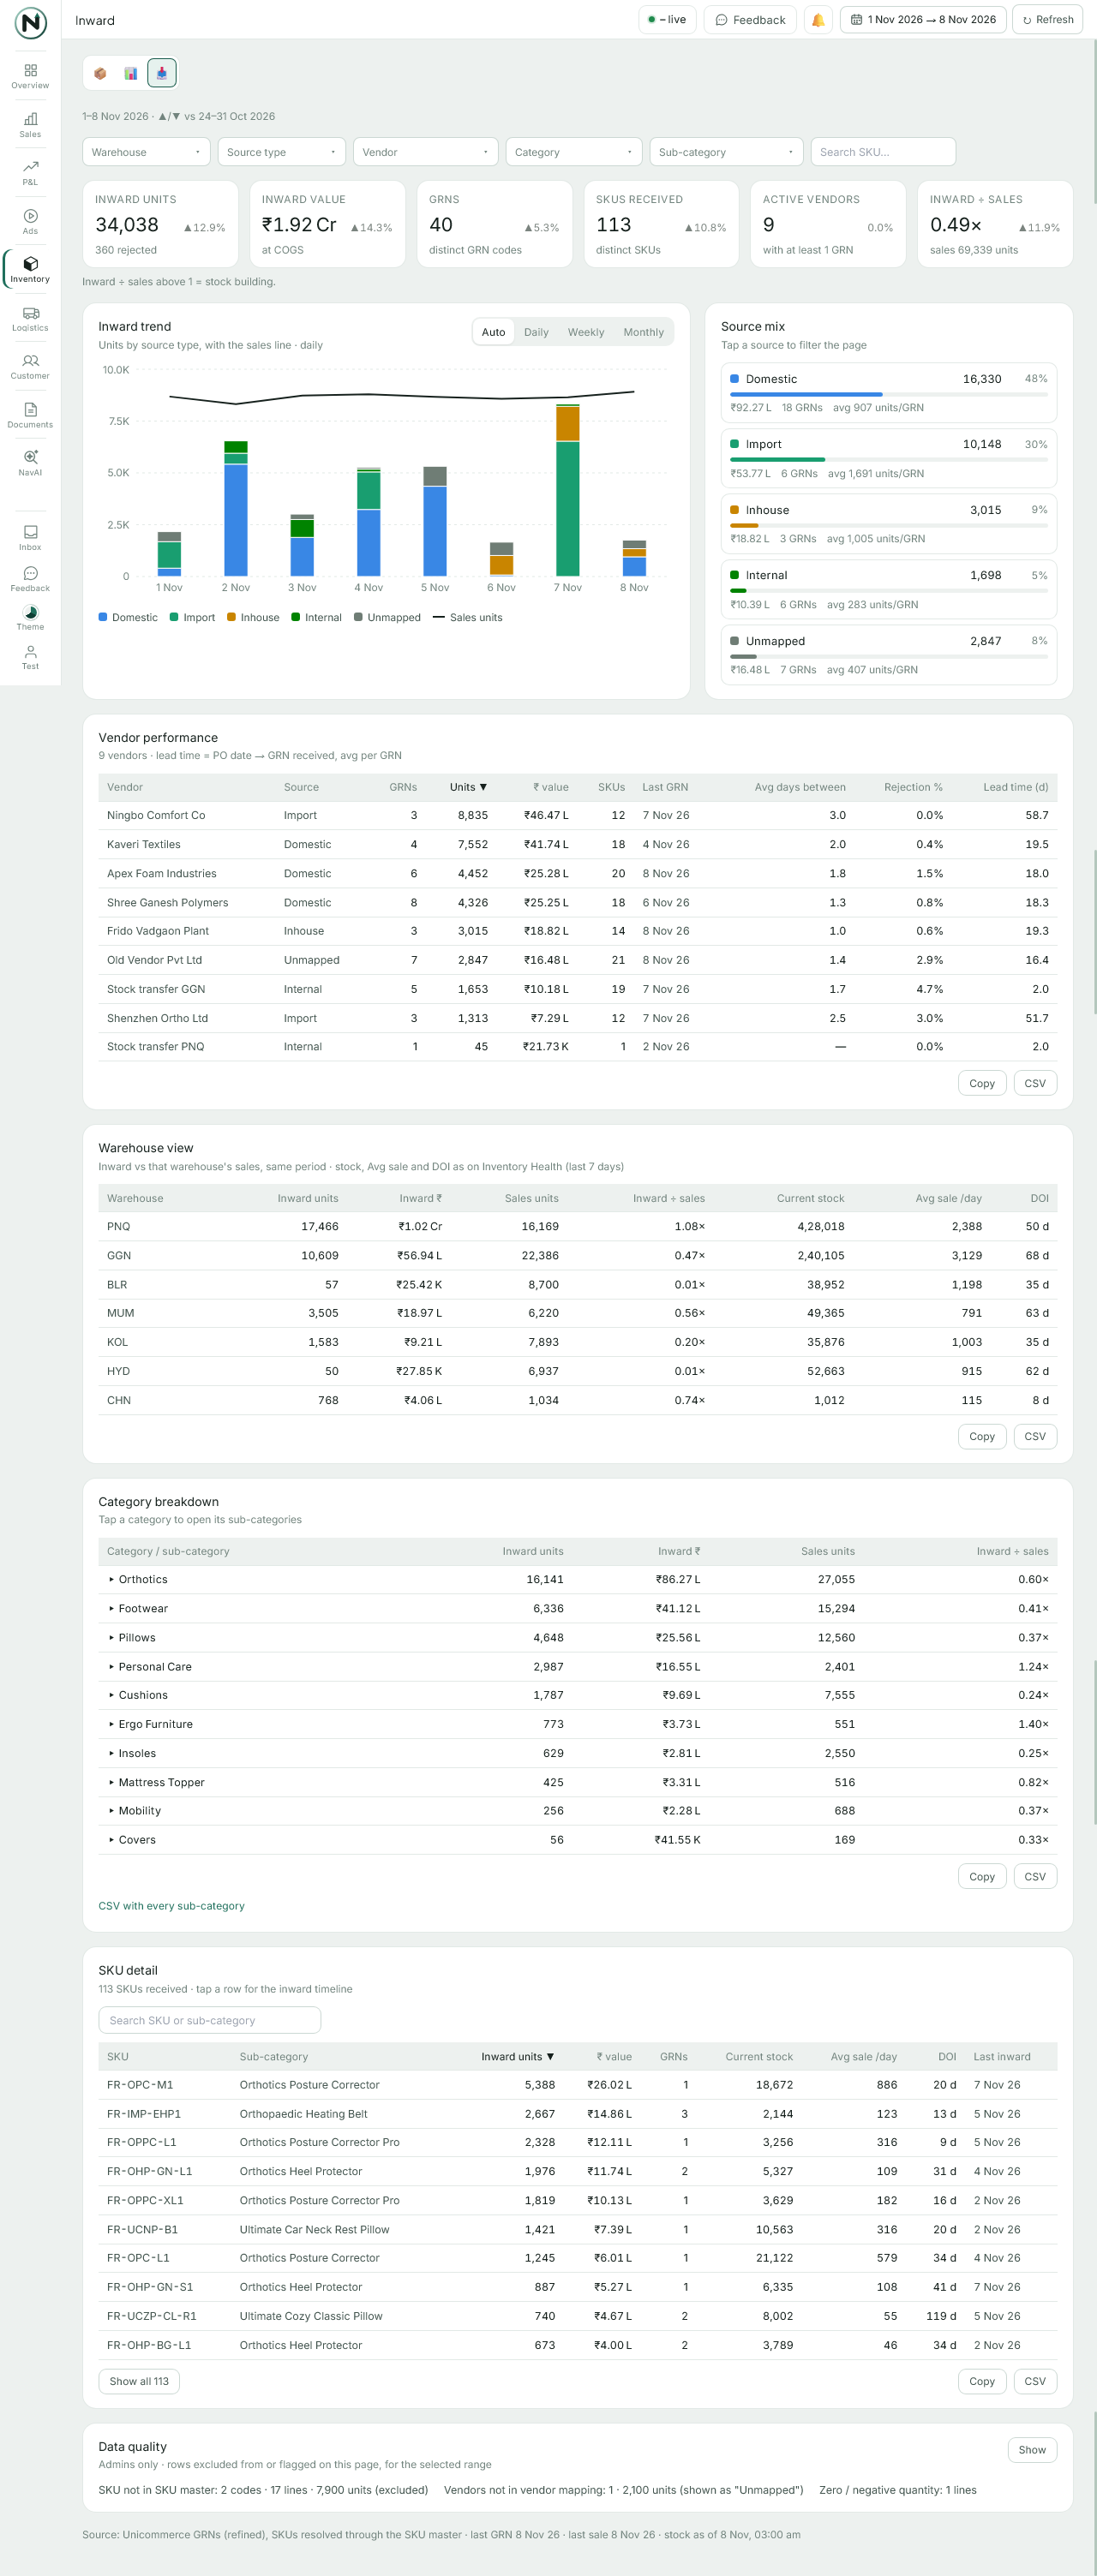 N
Inward
– live
Feedback
1 Nov 2026 → 8 Nov 2026
Refresh
Overview
Sales
P&L
Ads
Inventory
Logistics
Customer
Documents
NavAI
Inbox
Feedback
Theme
Test
1–8 Nov 2026 · ▲/▼ vs 24–31 Oct 2026
Warehouse Source type Vendor Category Sub-category Search SKU...
INWARD UNITS
34,038 ▲12.9%
360 rejected
INWARD VALUE
₹1.92 Cr ▲14.3%
at COGS
GRNS
40 ▲5.3%
distinct GRN codes
SKUS RECEIVED
113 ▲10.8%
distinct SKUs
ACTIVE VENDORS
9 0.0%
with at least 1 GRN
INWARD ÷ SALES
0.49× ▲11.9%
sales 69,339 units
Inward ÷ sales above 1 = stock building.
Inward trend
Units by source type, with the sales line · daily
Auto Daily Weekly Monthly
10.0K
7.5K
5.0K
2.5K
0
1 Nov 2 Nov 3 Nov 4 Nov 5 Nov 6 Nov 7 Nov 8 Nov
Domestic Import Inhouse Internal Unmapped Sales units
Source mix
Tap a source to filter the page
Domestic 16,330 48%
₹92.27 L 18 GRNs avg 907 units/GRN
Import 10,148 30%
₹53.77 L 6 GRNs avg 1,691 units/GRN
Inhouse 3,015 9%
₹18.82 L 3 GRNs avg 1,005 units/GRN
Internal 1,698 5%
₹10.39 L 6 GRNs avg 283 units/GRN
Unmapped 2,847 8%
₹16.48 L 7 GRNs avg 407 units/GRN
Vendor performance
9 vendors · lead time = PO date → GRN received, avg per GRN
Vendor Source GRNs Units ▼ ₹ value SKUs Last GRN Avg days between Rejection % Lead time (d)
Ningbo Comfort Co Import 3 8,835 ₹46.47 L 12 7 Nov 26 3.0 0.0% 58.7
Kaveri Textiles Domestic 4 7,552 ₹41.74 L 18 4 Nov 26 2.0 0.4% 19.5
Apex Foam Industries Domestic 6 4,452 ₹25.28 L 20 8 Nov 26 1.8 1.5% 18.0
Shree Ganesh Polymers Domestic 8 4,326 ₹25.25 L 18 6 Nov 26 1.3 0.8% 18.3
Frido Vadgaon Plant Inhouse 3 3,015 ₹18.82 L 14 8 Nov 26 1.0 0.6% 19.3
Old Vendor Pvt Ltd Unmapped 7 2,847 ₹16.48 L 21 8 Nov 26 1.4 2.9% 16.4
Stock transfer GGN Internal 5 1,653 ₹10.18 L 19 7 Nov 26 1.7 4.7% 2.0
Shenzhen Ortho Ltd Import 3 1,313 ₹7.29 L 12 7 Nov 26 2.5 3.0% 51.7
Stock transfer PNQ Internal 1 45 ₹21.73 K 1 2 Nov 26 — 0.0% 2.0
Copy CSV
Warehouse view
Inward vs that warehouse's sales, same period · stock, Avg sale and DOI as on Inventory Health (last 7 days)
Warehouse Inward units Inward ₹ Sales units Inward ÷ sales Current stock Avg sale /day DOI
PNQ 17,466 ₹1.02 Cr 16,169 1.08× 4,28,018 2,388 50 d
GGN 10,609 ₹56.94 L 22,386 0.47× 2,40,105 3,129 68 d
BLR 57 ₹25.42 K 8,700 0.01× 38,952 1,198 35 d
MUM 3,505 ₹18.97 L 6,220 0.56× 49,365 791 63 d
KOL 1,583 ₹9.21 L 7,893 0.20× 35,876 1,003 35 d
HYD 50 ₹27.85 K 6,937 0.01× 52,663 915 62 d
CHN 768 ₹4.06 L 1,034 0.74× 1,012 115 8 d
Copy CSV
Category breakdown
Tap a category to open its sub-categories
Category / sub-category Inward units Inward ₹ Sales units Inward ÷ sales
▸ Orthotics 16,141 ₹86.27 L 27,055 0.60×
▸ Footwear 6,336 ₹41.12 L 15,294 0.41×
▸ Pillows 4,648 ₹25.56 L 12,560 0.37×
▸ Personal Care 2,987 ₹16.55 L 2,401 1.24×
▸ Cushions 1,787 ₹9.69 L 7,555 0.24×
▸ Ergo Furniture 773 ₹3.73 L 551 1.40×
▸ Insoles 629 ₹2.81 L 2,550 0.25×
▸ Mattress Topper 425 ₹3.31 L 516 0.82×
▸ Mobility 256 ₹2.28 L 688 0.37×
▸ Covers 56 ₹41.55 K 169 0.33×
Copy CSV
CSV with every sub-category
SKU detail
113 SKUs received · tap a row for the inward timeline
Search SKU or sub-category
SKU Sub-category Inward units ▼ ₹ value GRNs Current stock Avg sale /day DOI Last inward
FR-OPC-M1 Orthotics Posture Corrector 5,388 ₹26.02 L 1 18,672 886 20 d 7 Nov 26
FR-IMP-EHP1 Orthopaedic Heating Belt 2,667 ₹14.86 L 3 2,144 123 13 d 5 Nov 26
FR-OPPC-L1 Orthotics Posture Corrector Pro 2,328 ₹12.11 L 1 3,256 316 9 d 5 Nov 26
FR-OHP-GN-L1 Orthotics Heel Protector 1,976 ₹11.74 L 2 5,327 109 31 d 4 Nov 26
FR-OPPC-XL1 Orthotics Posture Corrector Pro 1,819 ₹10.13 L 1 3,629 182 16 d 2 Nov 26
FR-UCNP-B1 Ultimate Car Neck Rest Pillow 1,421 ₹7.39 L 1 10,563 316 20 d 2 Nov 26
FR-OPC-L1 Orthotics Posture Corrector 1,245 ₹6.01 L 1 21,122 579 34 d 4 Nov 26
FR-OHP-GN-S1 Orthotics Heel Protector 887 ₹5.27 L 1 6,335 108 41 d 7 Nov 26
FR-UCZP-CL-R1 Ultimate Cozy Classic Pillow 740 ₹4.67 L 2 8,002 55 119 d 5 Nov 26
FR-OHP-BG-L1 Orthotics Heel Protector 673 ₹4.00 L 2 3,789 46 34 d 2 Nov 26
Show all 113 Copy CSV
Data quality
Admins only · rows excluded from or flagged on this page, for the selected range
Show
SKU not in SKU master: 2 codes · 17 lines · 7,900 units (excluded) Vendors not in vendor mapping: 1 · 2,100 units (shown as "Unmapped") Zero / negative quantity: 1 lines
Source: Unicommerce GRNs (refined), SKUs resolved through the SKU master · last GRN 8 Nov 26 · last sale 8 Nov 26 · stock as of 8 Nov, 03:00 am